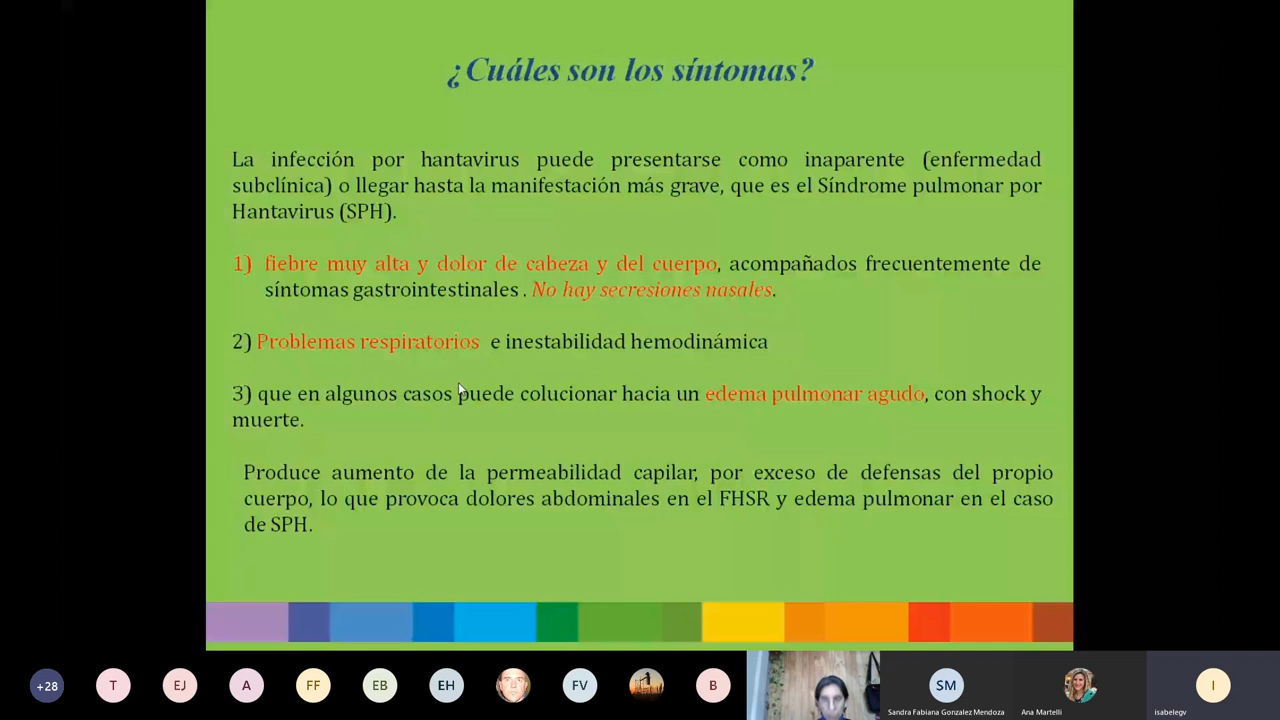 ¿Cuáles son los síntomas?
La infección por hantavirus puede presentarse como inaparente (enfermedad
subclínica) o llegar hasta la manifestación más grave, que es el Síndrome pulmonar por
Hantavirus (SPH).
1) fiebre muy alta y dolor de cabeza y del cuerpo, acompañados frecuentemente de
síntomas gastrointestinales . No hay secresiones nasales.
2) Problemas respiratorios e inestabilidad hemodinámica
3) que en algunos casos puede colucionar hacia un edema pulmonar agudo, con shock y
muerte.
Produce aumento de la permeabilidad capilar, por exceso de defensas del propio
cuerpo, lo que provoca dolores abdominales en el FHSR y edema pulmonar en el caso
de SPH.
+28 T EJ A FF EB EH FV B SM I
Sandra Fabiana Gonzalez Mendoza Ana Martelli isabelegv